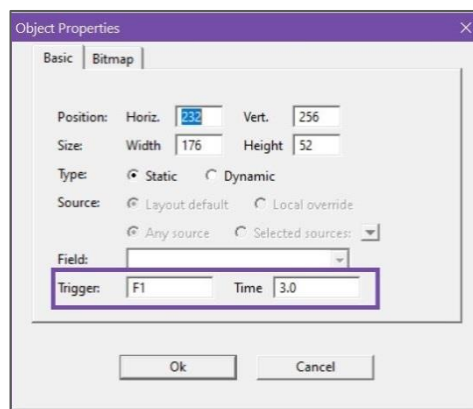 Object Properties
Basic Bitmap
Position: Horiz. 232 Vert. 256
Size: Width 176 Height 52
Type: Static Dynamic
Source: Layout default Local override
Any source Selected sources:
Field:
Trigger: F1 Time 3.0
Ok Cancel